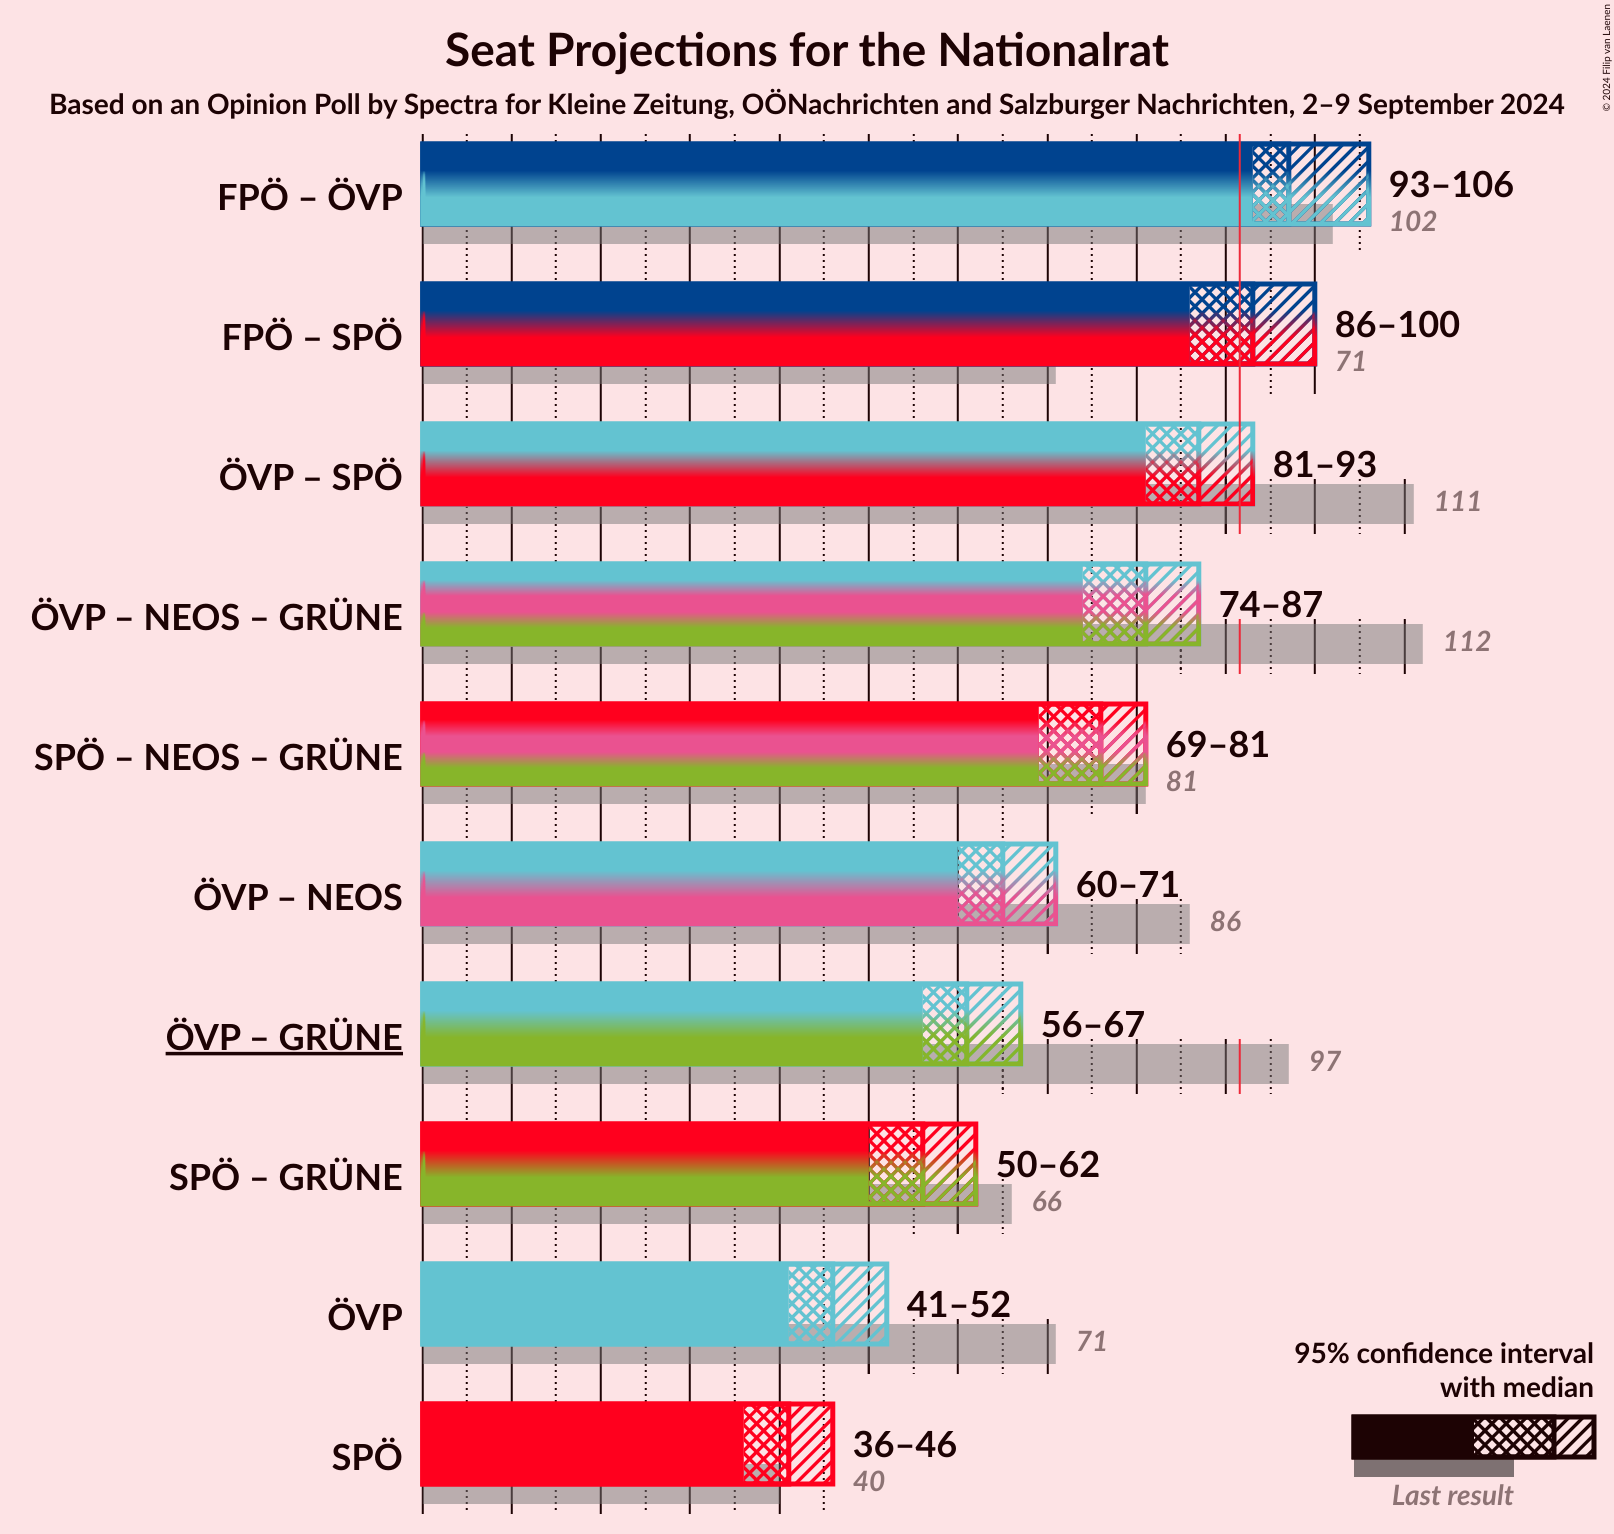 Seat Projections for the Nationalrat
Based on an Opinion Poll by Spectra for Kleine Zeitung, OÖNachrichten and Salzburger Nachrichten, 2–9 September 2024
© 2024 Filip van Laenen
FPÖ – ÖVP
93–106
102
FPÖ – SPÖ
86–100
71
ÖVP – SPÖ
81–93
111
ÖVP – NEOS – GRÜNE
74–87
112
SPÖ – NEOS – GRÜNE
69–81
81
ÖVP – NEOS
60–71
86
ÖVP – GRÜNE
56–67
97
SPÖ – GRÜNE
50–62
66
ÖVP
41–52
71
SPÖ
36–46
40
95% confidence interval
with median
Last result